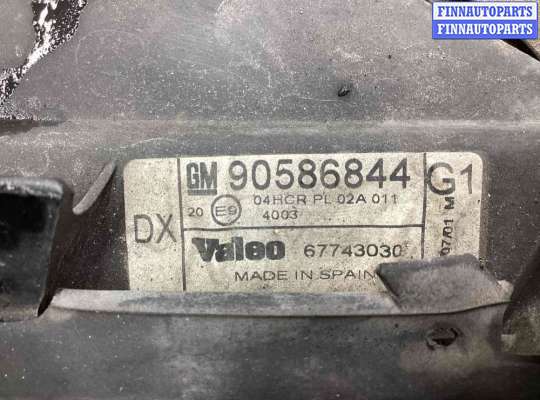 FINNAUTOPARTS
FINNAUTOPARTS
GM 90586844 G1
20 E9 04HCR PL 02A 011
4003
DX
Valeo 67743030
07/01 M
MADE IN SPAIN